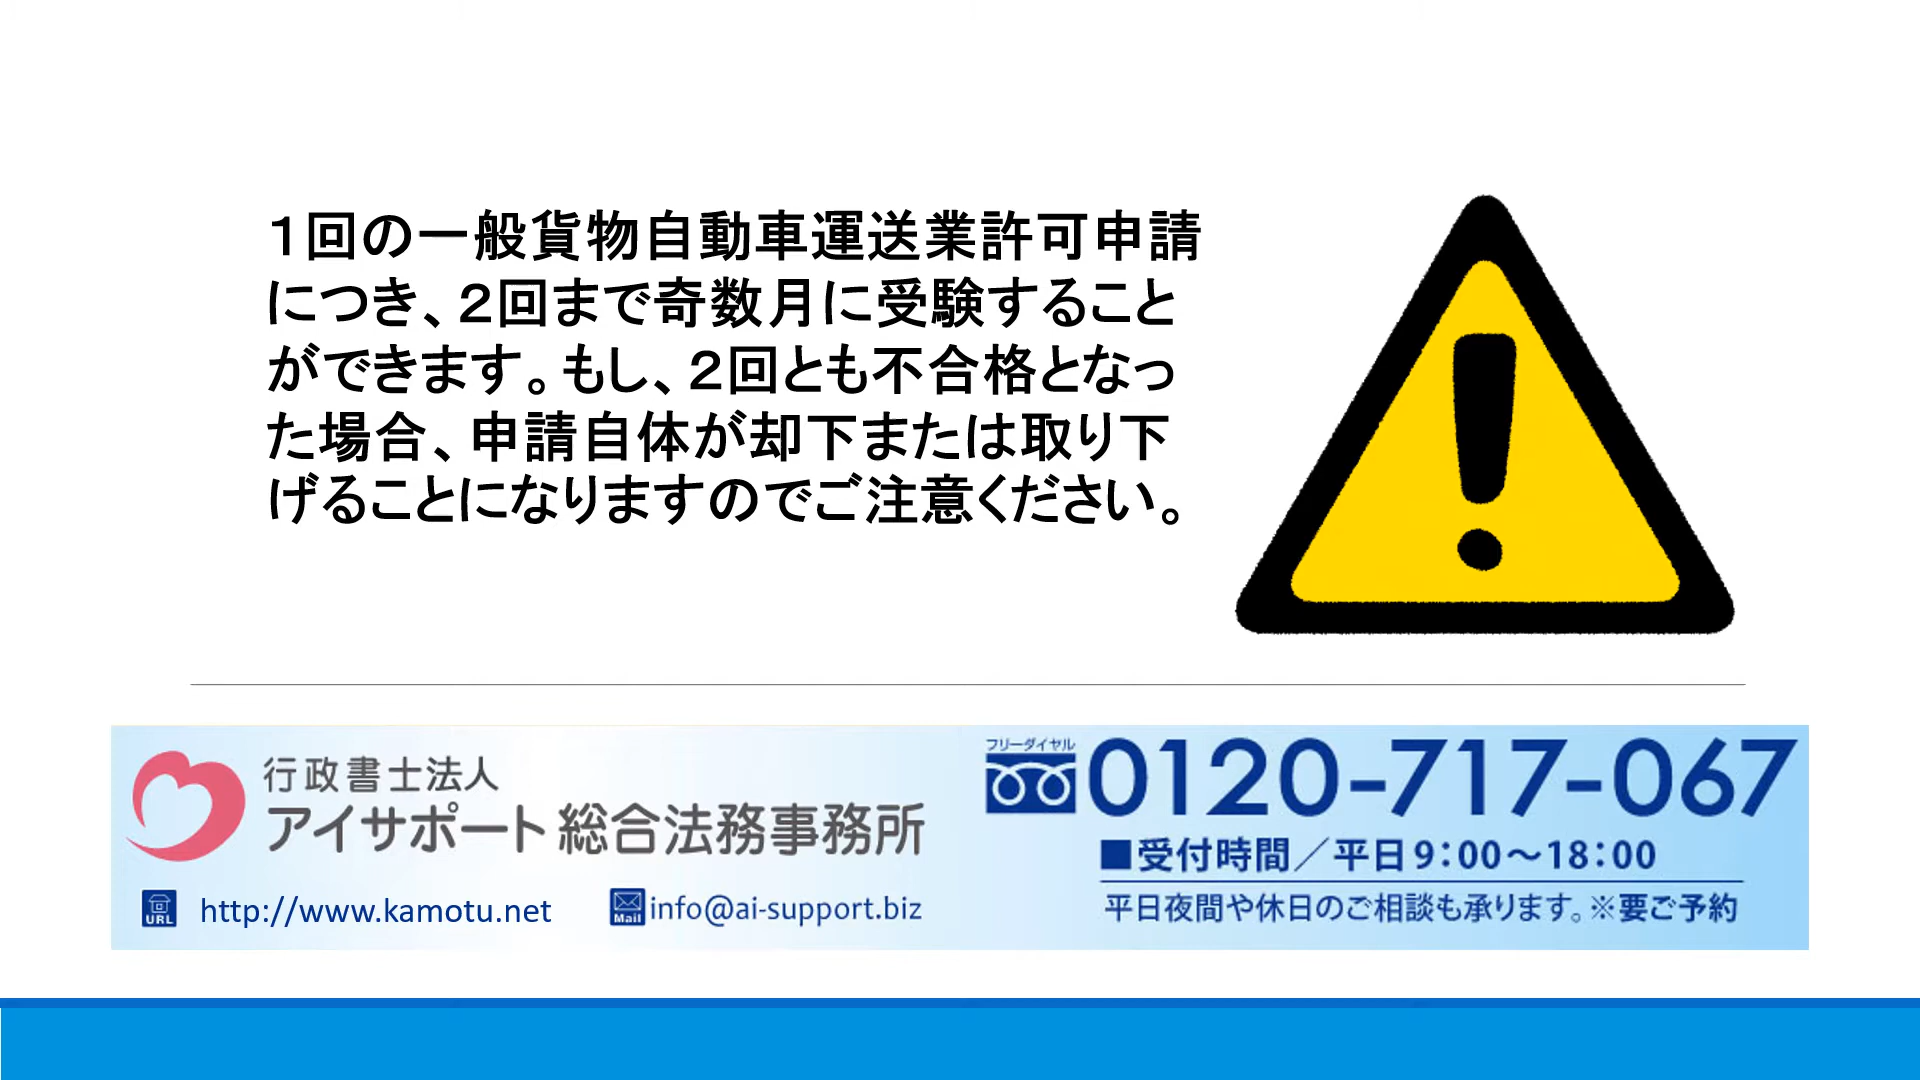 １回の一般貨物自動車運送業許可申請
につき、２回まで奇数月に受験すること
ができます。もし、２回とも不合格となっ
た場合、申請自体が却下または取り下
げることになりますのでご注意ください。
行政書士法人
アイサポート総合法務事務所
URL http://www.kamotu.net
Mail info@ai-support.biz
フリーダイヤル
0120-717-067
■受付時間／平日9：00～18：00
平日夜間や休日のご相談も承ります。※要ご予約